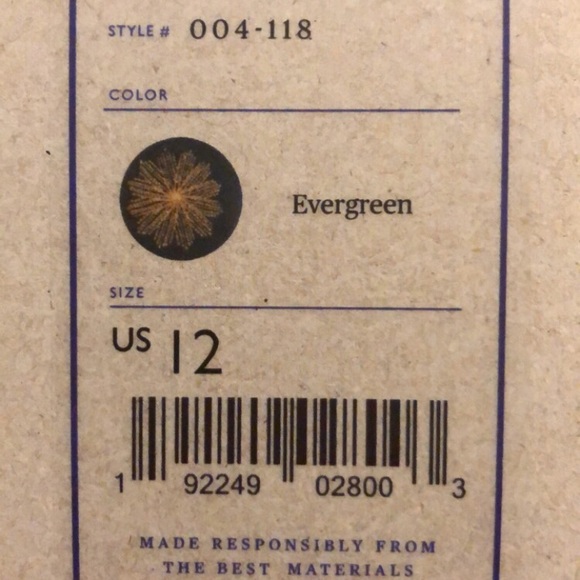 STYLE # 004-118
COLOR
Evergreen
SIZE
US 12
1 92249 02800 3
MADE RESPONSIBLY FROM
THE BEST MATERIALS